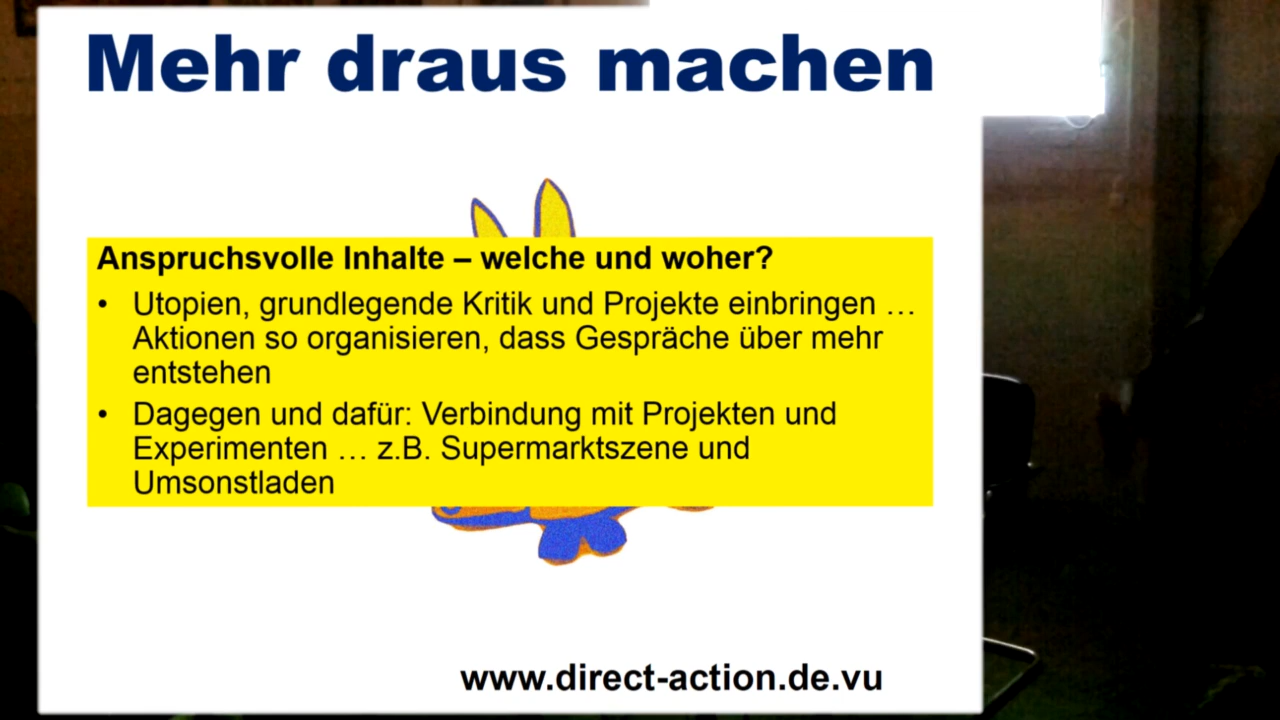 Mehr draus machen
Anspruchsvolle Inhalte – welche und woher?
• Utopien, grundlegende Kritik und Projekte einbringen …
Aktionen so organisieren, dass Gespräche über mehr
entstehen
• Dagegen und dafür: Verbindung mit Projekten und
Experimenten … z.B. Supermarktszene und
Umsonstladen
www.direct-action.de.vu